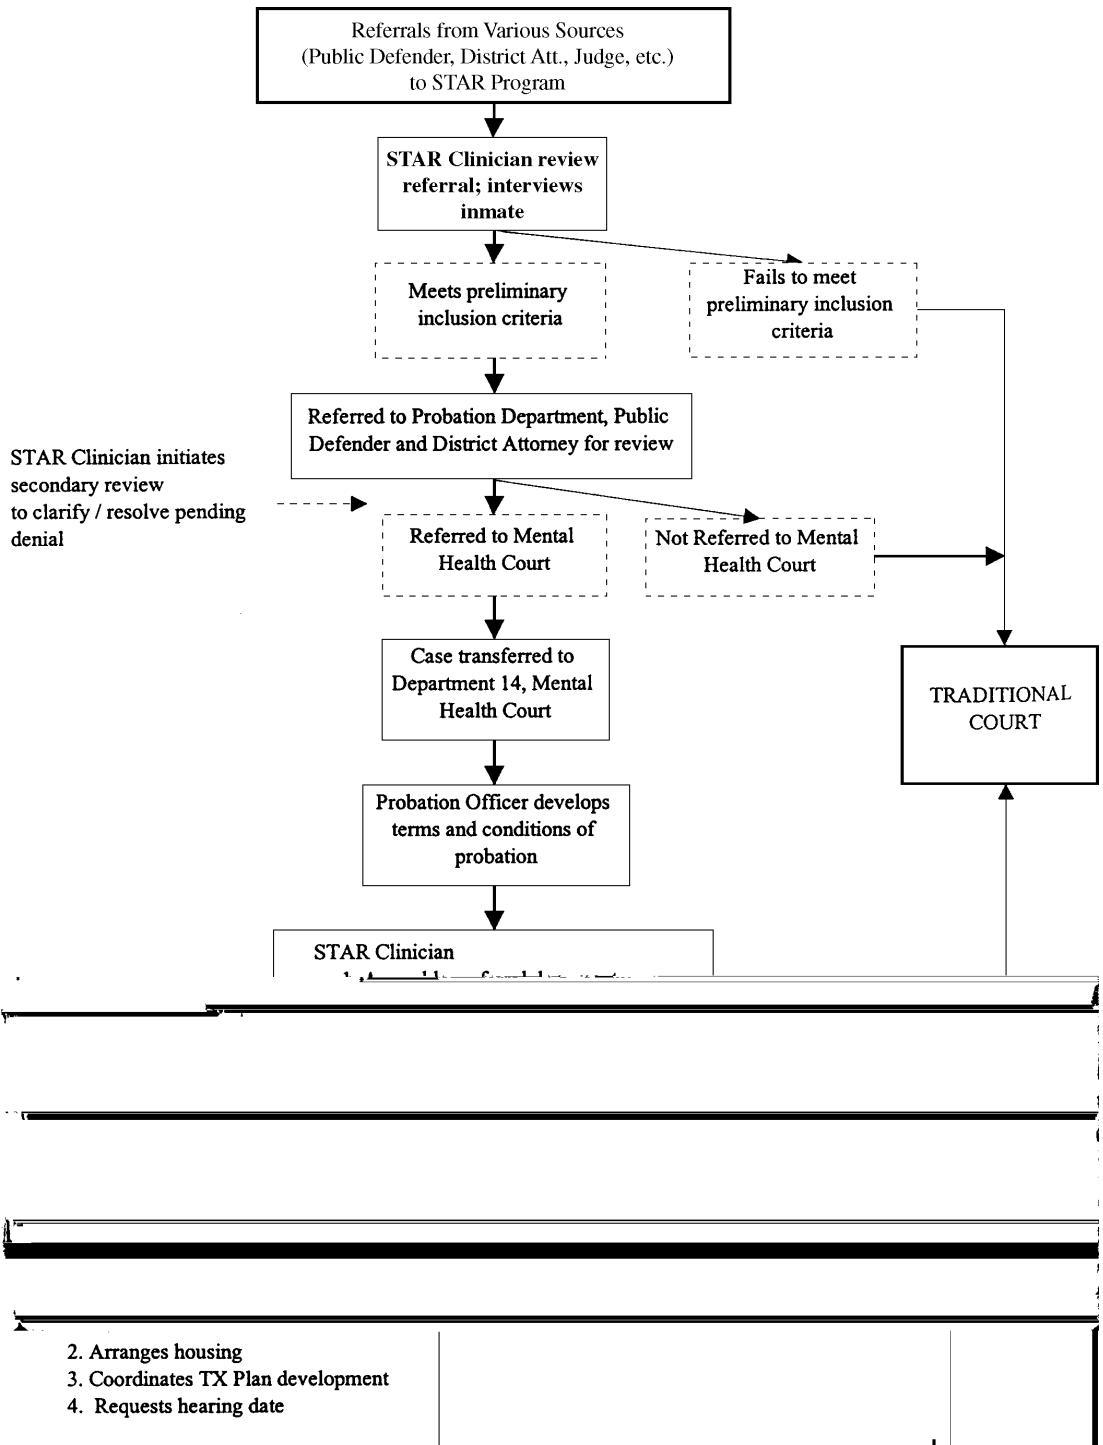 Referrals from Various Sources
(Public Defender, District Att., Judge, etc.)
to STAR Program
STAR Clinician review
referral; interviews
inmate
Meets preliminary
inclusion criteria
Fails to meet
preliminary inclusion
criteria
Referred to Probation Department, Public
Defender and District Attorney for review
STAR Clinician initiates
secondary review
to clarify / resolve pending
denial
Referred to Mental
Health Court
Not Referred to Mental
Health Court
Case transferred to
Department 14, Mental
Health Court
TRADITIONAL
COURT
Probation Officer develops
terms and conditions of
probation
STAR Clinician
2. Arranges housing
3. Coordinates TX Plan development
4. Requests hearing date